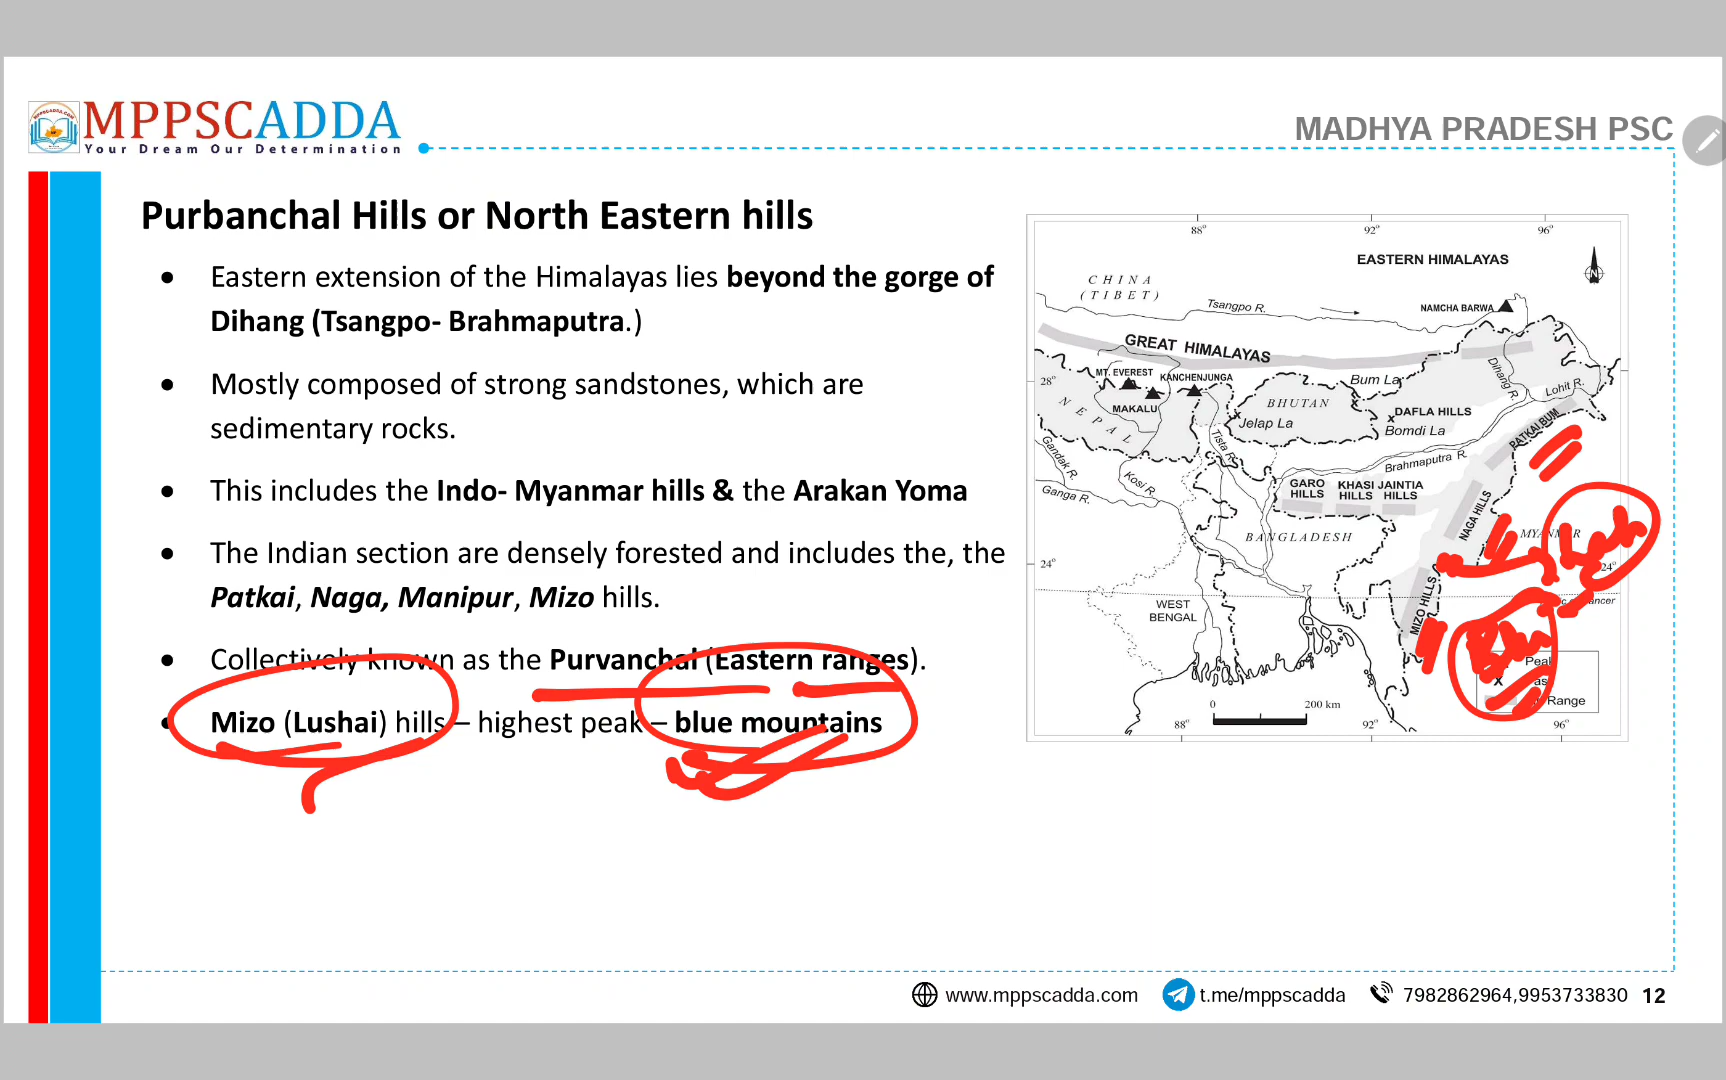 MPPSCADDA
Your Dream Our Determination
MADHYA PRADESH PSC
Purbanchal Hills or North Eastern hills
• Eastern extension of the Himalayas lies beyond the gorge of
Dihang (Tsangpo- Brahmaputra.)
• Mostly composed of strong sandstones, which are
sedimentary rocks.
• This includes the Indo- Myanmar hills & the Arakan Yoma
• The Indian section are densely forested and includes the, the
Patkai, Naga, Manipur, Mizo hills.
• Collectively known as the Purvanchal (Eastern ranges).
• Mizo (Lushai) hills – highest peak – blue mountains
88° 92° 96°
EASTERN HIMALAYAS
CHINA
(TIBET)
Tsangpo R.
NAMCHA BARWA
GREAT HIMALAYAS
MT. EVEREST
KANCHENJUNGA
28°
MAKALU
NEPAL
BHUTAN
Bum La
Dihang R.
Lohit R.
Jelap La
DAFLA HILLS
Bomdi La
PATKAI BUM
Tista R.
Gandak R.
Kosi R.
Ganga R.
Brahmaputra R.
GARO
HILLS
KHASI JAINTIA
HILLS HILLS
NAGA HILLS
BANGLADESH
MYANMAR
24°
24°
MIZO HILLS
WEST
BENGAL
Peak
X
Range
0 200 km
88° 92° 96°
www.mppscadda.com
t.me/mppscadda
7982862964,9953733830
12